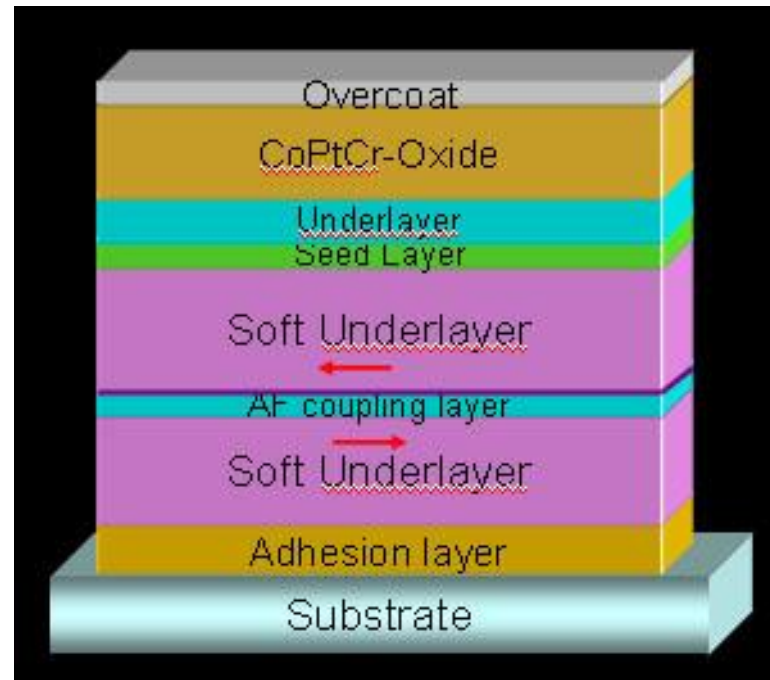 Overcoat
CoPtCr-Oxide
Underlayer
Seed Layer
Soft Underlayer
AF coupling layer
Soft Underlayer
Adhesion layer
Substrate